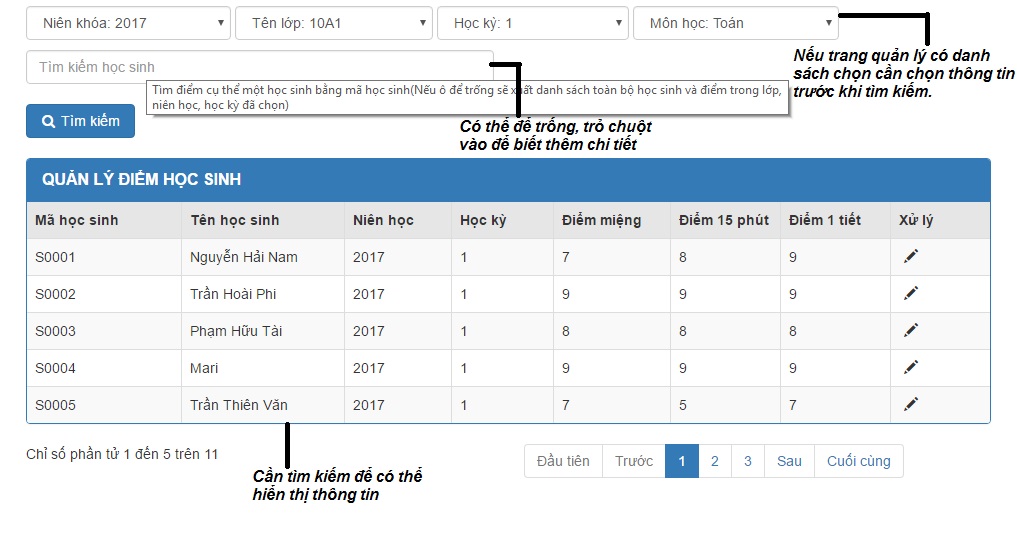 Niên khóa: 2017 Tên lớp: 10A1 Học kỳ: 1 Môn học: Toán
Nếu trang quản lý có danh
sách chọn cần chọn thông tin
trước khi tìm kiếm.
Tìm kiếm học sinh
Tìm điểm cụ thể một học sinh bằng mã học sinh(Nếu ô để trống sẽ xuất danh sách toàn bộ học sinh và điểm trong lớp,
niên học, học kỳ đã chọn)
Tìm kiếm
Có thể để trống, trỏ chuột
vào để biết thêm chi tiết
QUẢN LÝ ĐIỂM HỌC SINH
Mã học sinh Tên học sinh Niên học Học kỳ Điểm miệng Điểm 15 phút Điểm 1 tiết Xử lý
S0001 Nguyễn Hải Nam 2017 1 7 8 9
S0002 Trần Hoài Phi 2017 1 9 9 9
S0003 Phạm Hữu Tài 2017 1 8 8 8
S0004 Mari 2017 1 9 9 9
S0005 Trần Thiên Văn 2017 1 7 5 7
Chỉ số phần tử 1 đến 5 trên 11
Đầu tiên Trước 1 2 3 Sau Cuối cùng
Cần tìm kiếm để có thể
hiển thị thông tin